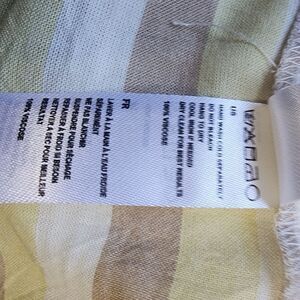 US
HAND WASH COLD SEPARATELY
DO NOT BLEACH
HANG TO DRY
COOL IRON IF NEEDED
DRY CLEAN FOR BEST RESULTS
100% VISCOSE
FR
LAVER À LA MAIN À L'EAU FROIDE
SÉPARÉMENT
NE PAS BLANCHIR
SUSPENDRE POUR SÉCHAGE
REPASSER À FROID SI BESOIN
NETTOYER À SEC POUR MEILLEUR
RÉSULTAT
100% VISCOSE